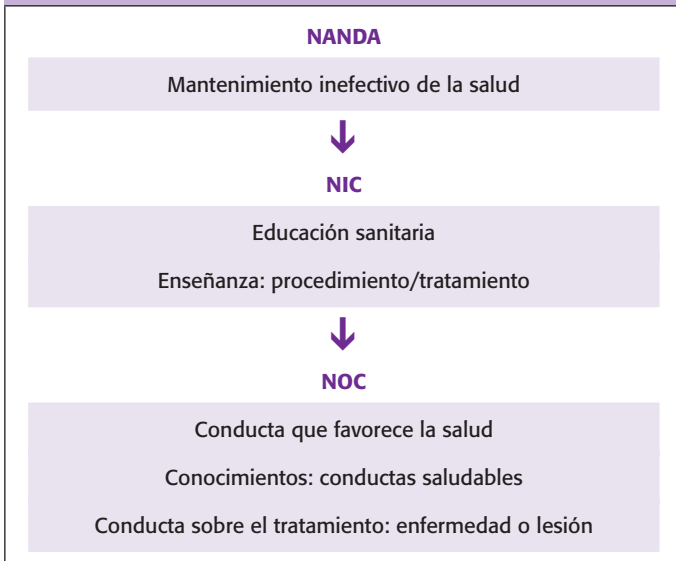 NANDA
Mantenimiento inefectivo de la salud
NIC
Educación sanitaria
Enseñanza: procedimiento/tratamiento
NOC
Conducta que favorece la salud
Conocimientos: conductas saludables
Conducta sobre el tratamiento: enfermedad o lesión